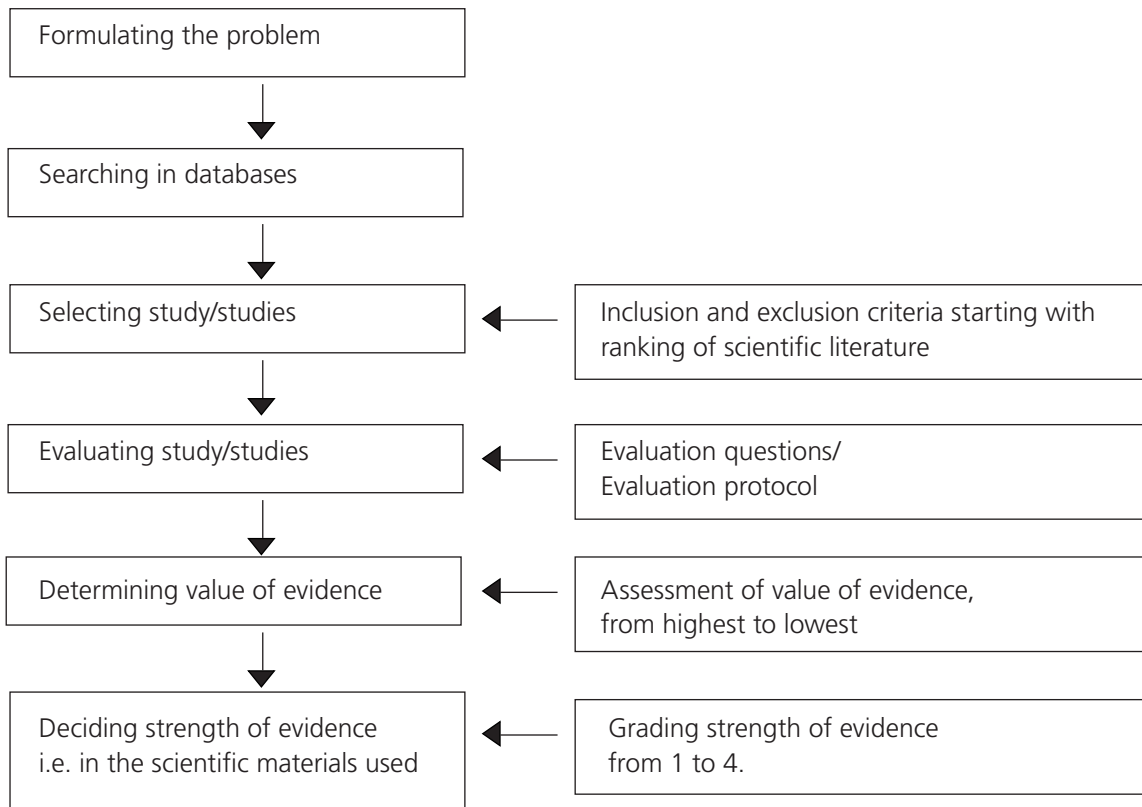 Formulating the problem
Searching in databases
Selecting study/studies
Inclusion and exclusion criteria starting with
ranking of scientific literature
Evaluating study/studies
Evaluation questions/
Evaluation protocol
Determining value of evidence
Assessment of value of evidence,
from highest to lowest
Deciding strength of evidence
i.e. in the scientific materials used
Grading strength of evidence
from 1 to 4.